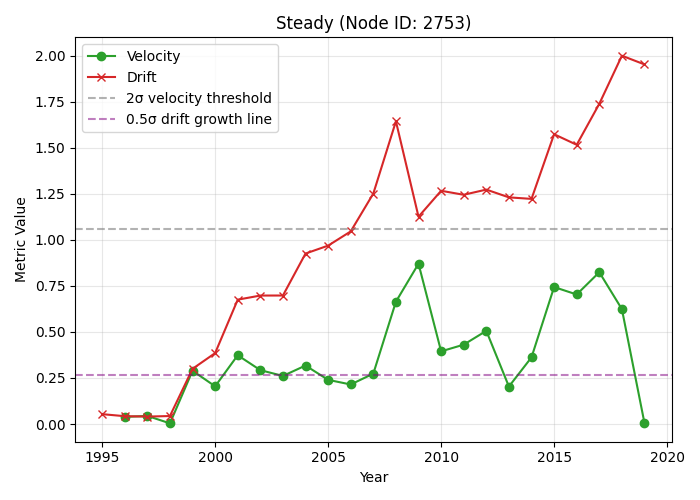 Steady (Node ID: 2753)
Velocity
Drift
2σ velocity threshold
0.5σ drift growth line
Metric Value
2.00
1.75
1.50
1.25
1.00
0.75
0.50
0.25
0.00
1995 2000 2005 2010 2015 2020
Year